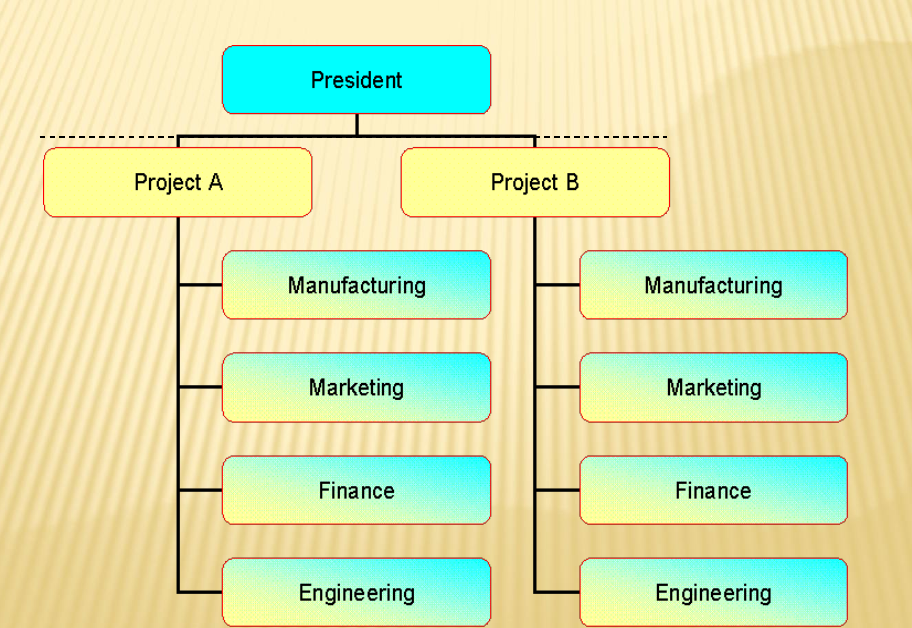 President
Project A
Project B
Manufacturing
Manufacturing
Marketing
Marketing
Finance
Finance
Engineering
Engineering